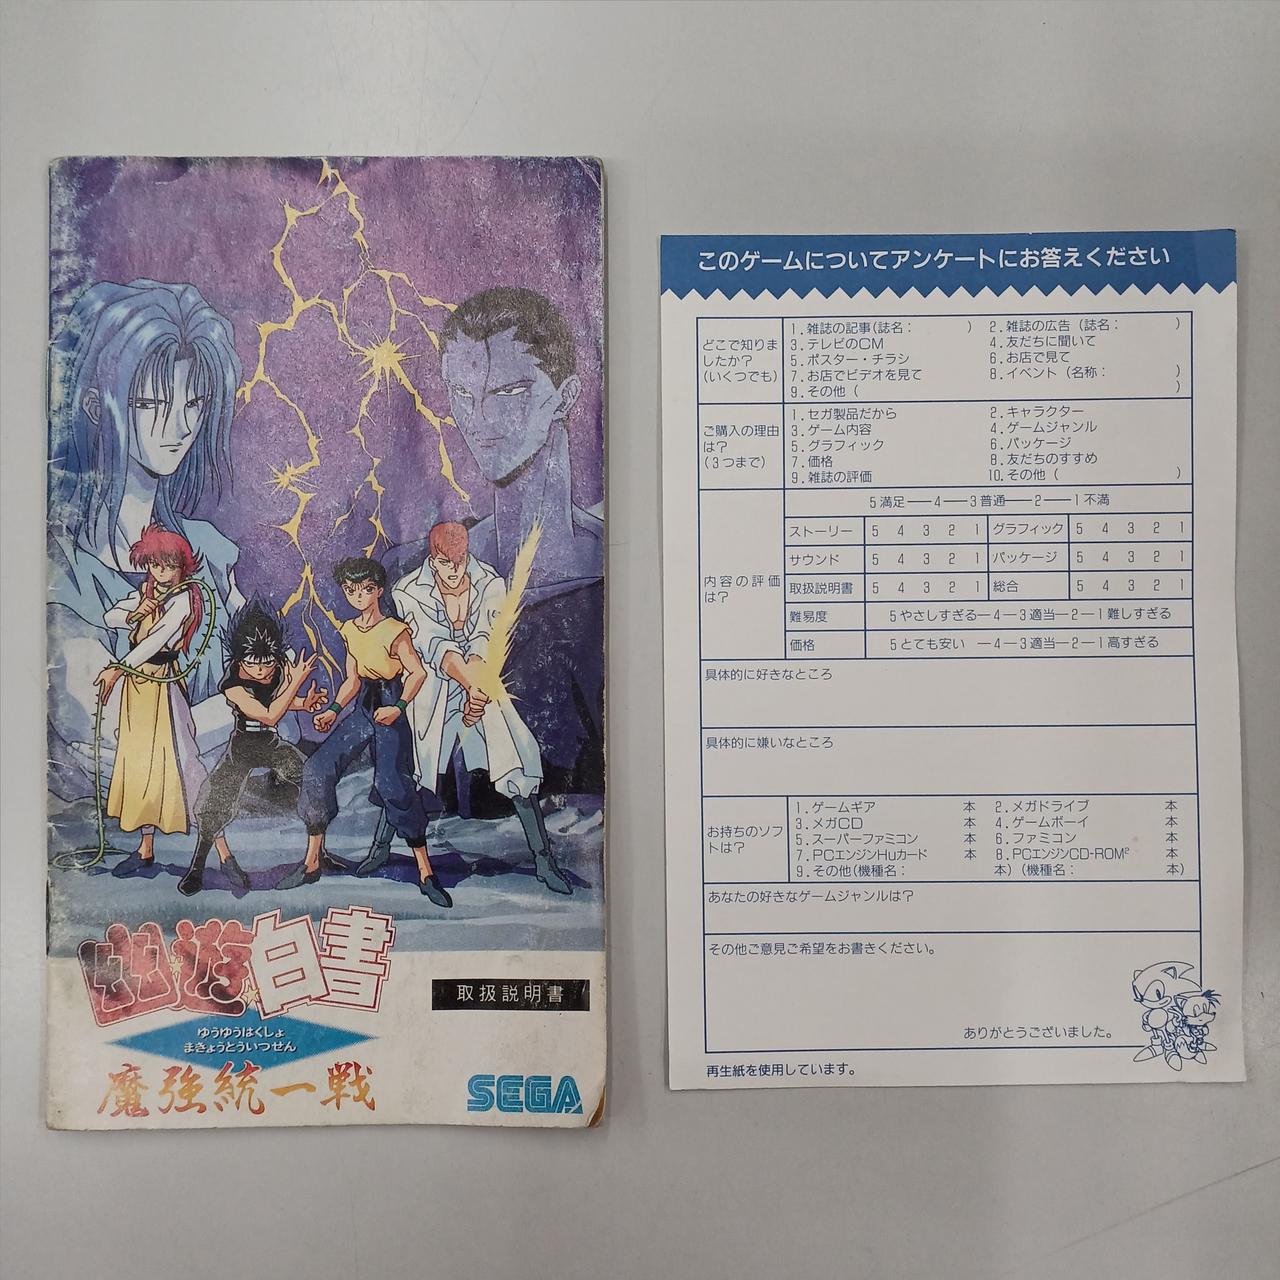 幽遊白書
ゆうゆうはくしょ
まきょうとういつせん
魔強統一戦
取扱説明書
SEGA
このゲームについてアンケートにお答えください
どこで知りましたか？(いくつでも)
1.雑誌の記事(誌名： ) 2.雑誌の広告(誌名： )
3.テレビのCM 4.友だちに聞いて
5.ポスター・チラシ 6.お店で見て
7.お店でビデオを見て 8.イベント(名称： )
9.その他( )
ご購入の理由は？(3つまで)
1.セガ製品だから 2.キャラクター
3.ゲーム内容 4.ゲームジャンル
5.グラフィック 6.パッケージ
7.価格 8.友だちのすすめ
9.雑誌の評価 10.その他( )
内容の評価は？
5満足―4―3普通―2―1不満
ストーリー 5 4 3 2 1 グラフィック 5 4 3 2 1
サウンド 5 4 3 2 1 パッケージ 5 4 3 2 1
取扱説明書 5 4 3 2 1 総合 5 4 3 2 1
難易度 5やさしすぎる―4―3適当―2―1難しすぎる
価格 5とても安い ―4―3適当―2―1高すぎる
具体的に好きなところ
具体的に嫌いなところ
お持ちのソフトは？
1.ゲームギア 本 2.メガドライブ 本
3.メガCD 本 4.ゲームボーイ 本
5.スーパーファミコン 本 6.ファミコン 本
7.PCエンジンHuカード 本 8.PCエンジンCD-ROM² 本
9.その他(機種名： 本)(機種名： 本)
あなたの好きなゲームジャンルは？
その他ご意見ご希望をお書きください。
ありがとうございました。
再生紙を使用しています。